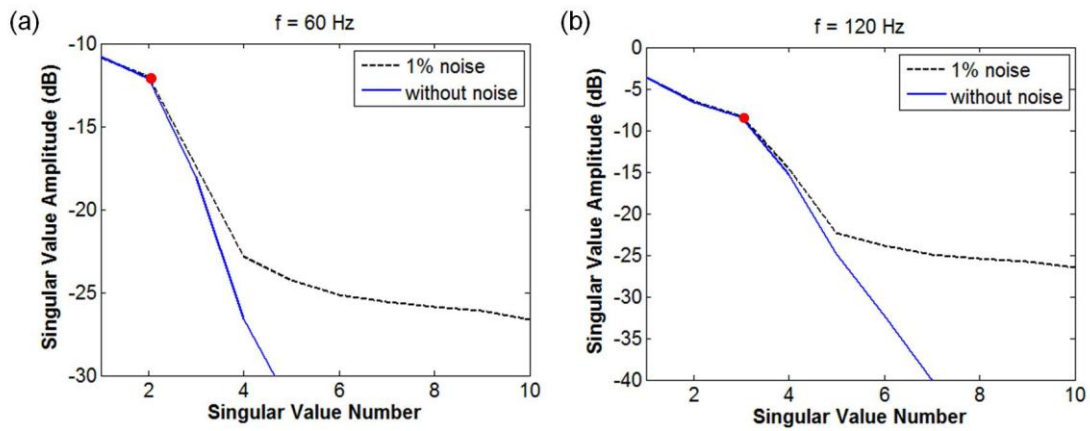 (a)
f = 60 Hz
Singular Value Amplitude (dB)
-10
-15
-20
-25
-30
1% noise
without noise
2 4 6 8 10
Singular Value Number
(b)
f = 120 Hz
Singular Value Amplitude (dB)
0
-5
-10
-15
-20
-25
-30
-35
-40
1% noise
without noise
2 4 6 8 10
Singular Value Number